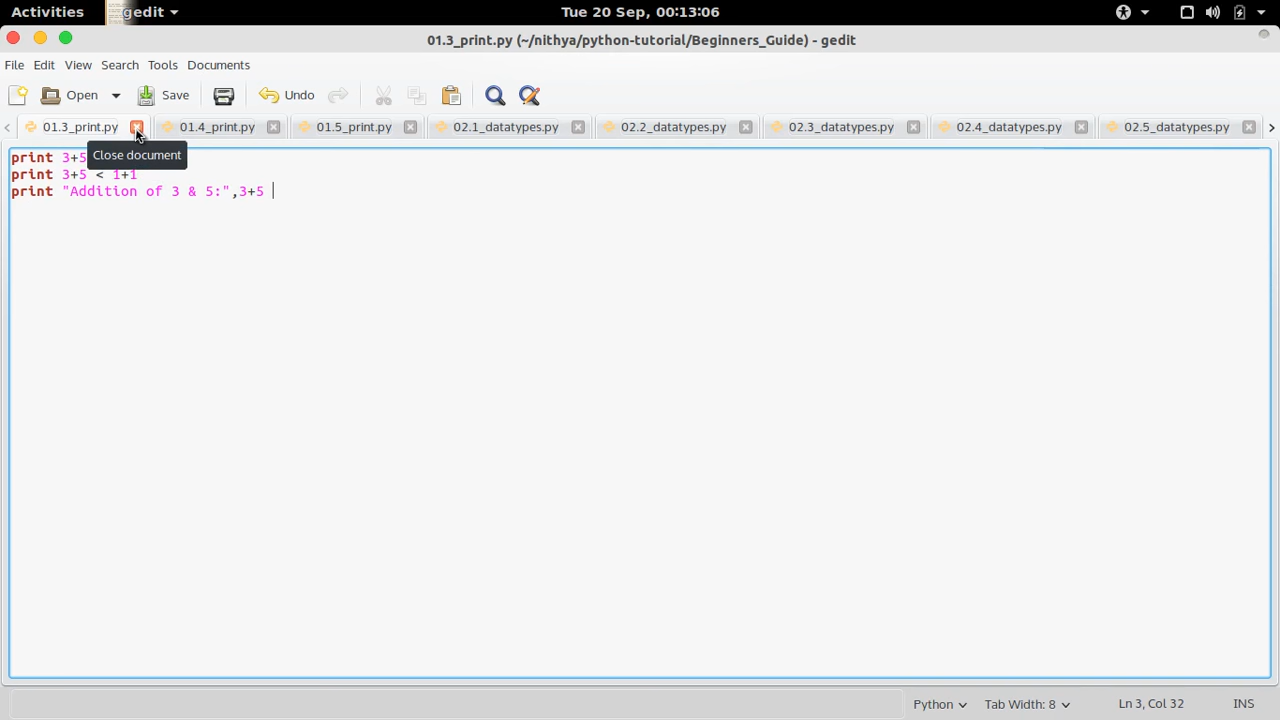 Activities gedit Tue 20 Sep, 00:13:06
01.3_print.py (~/nithya/python-tutorial/Beginners_Guide) - gedit
File Edit View Search Tools Documents
Open Save Undo
01.3_print.py 01.4_print.py 01.5_print.py 02.1_datatypes.py 02.2_datatypes.py 02.3_datatypes.py 02.4_datatypes.py 02.5_datatypes.py
Close document
print 3+5
print 3+5 < 1+1
print "Addition of 3 & 5:",3+5
Python Tab Width: 8 Ln 3, Col 32 INS